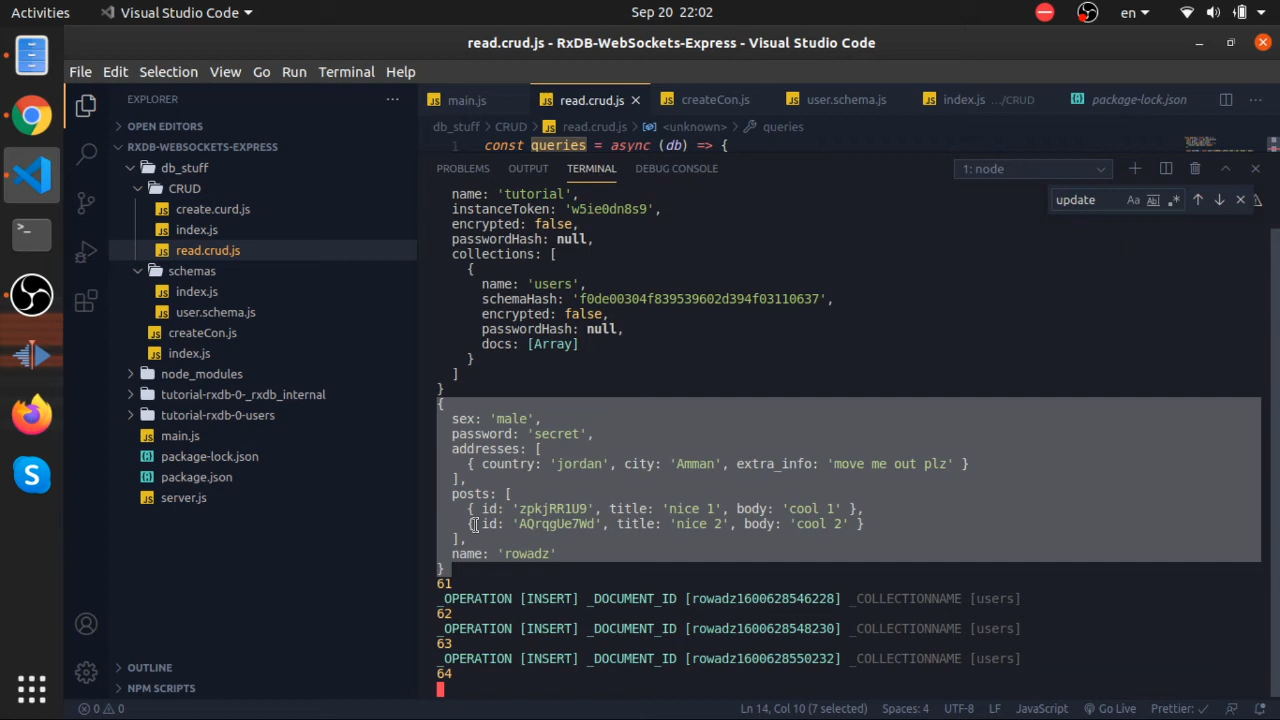 Activities
Visual Studio Code
Sep 20 22:02
en
read.crud.js - RxDB-WebSockets-Express - Visual Studio Code
File Edit Selection View Go Run Terminal Help
EXPLORER
OPEN EDITORS
RXDB-WEBSOCKETS-EXPRESS
db_stuff
CRUD
create.curd.js
index.js
read.crud.js
schemas
index.js
user.schema.js
createCon.js
index.js
node_modules
tutorial-rxdb-0-_rxdb_internal
tutorial-rxdb-0-users
main.js
package-lock.json
package.json
server.js
OUTLINE
NPM SCRIPTS
main.js read.crud.js createCon.js user.schema.js index.js .../CRUD package-lock.json
db_stuff > CRUD > read.crud.js > <unknown> > queries
1 const queries = async (db) => {
PROBLEMS OUTPUT TERMINAL DEBUG CONSOLE
1: node
update
name: 'tutorial',
instanceToken: 'w5ie0dn8s9',
encrypted: false,
passwordHash: null,
collections: [
{
name: 'users',
schemaHash: 'f0de00304f839539602d394f03110637',
encrypted: false,
passwordHash: null,
docs: [Array]
}
]
}
{
sex: 'male',
password: 'secret',
addresses: [
{ country: 'jordan', city: 'Amman', extra_info: 'move me out plz' }
],
posts: [
{ id: 'zpkjRR1U9', title: 'nice 1', body: 'cool 1' },
{ id: 'AQrqgUe7Wd', title: 'nice 2', body: 'cool 2' }
],
name: 'rowadz'
}
61
_OPERATION [INSERT] _DOCUMENT_ID [rowadz1600628546228] _COLLECTIONNAME [users]
62
_OPERATION [INSERT] _DOCUMENT_ID [rowadz1600628548230] _COLLECTIONNAME [users]
63
_OPERATION [INSERT] _DOCUMENT_ID [rowadz1600628550232] _COLLECTIONNAME [users]
64
0 0 Ln 14, Col 10 (7 selected) Spaces: 4 UTF-8 LF JavaScript Go Live Prettier: ✓